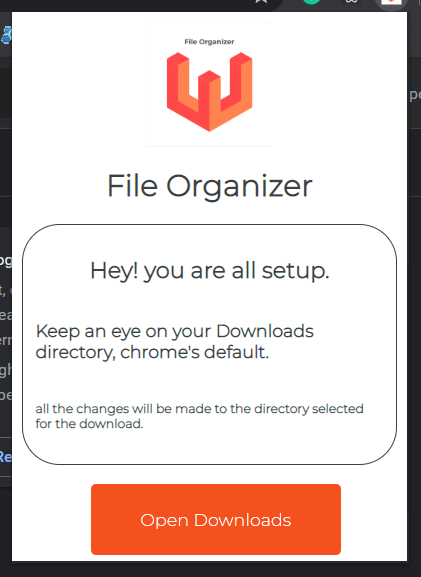 File Organizer
File Organizer
Hey! you are all setup.
Keep an eye on your Downloads
directory, chrome's default.
all the changes will be made to the directory selected
for the download.
Open Downloads